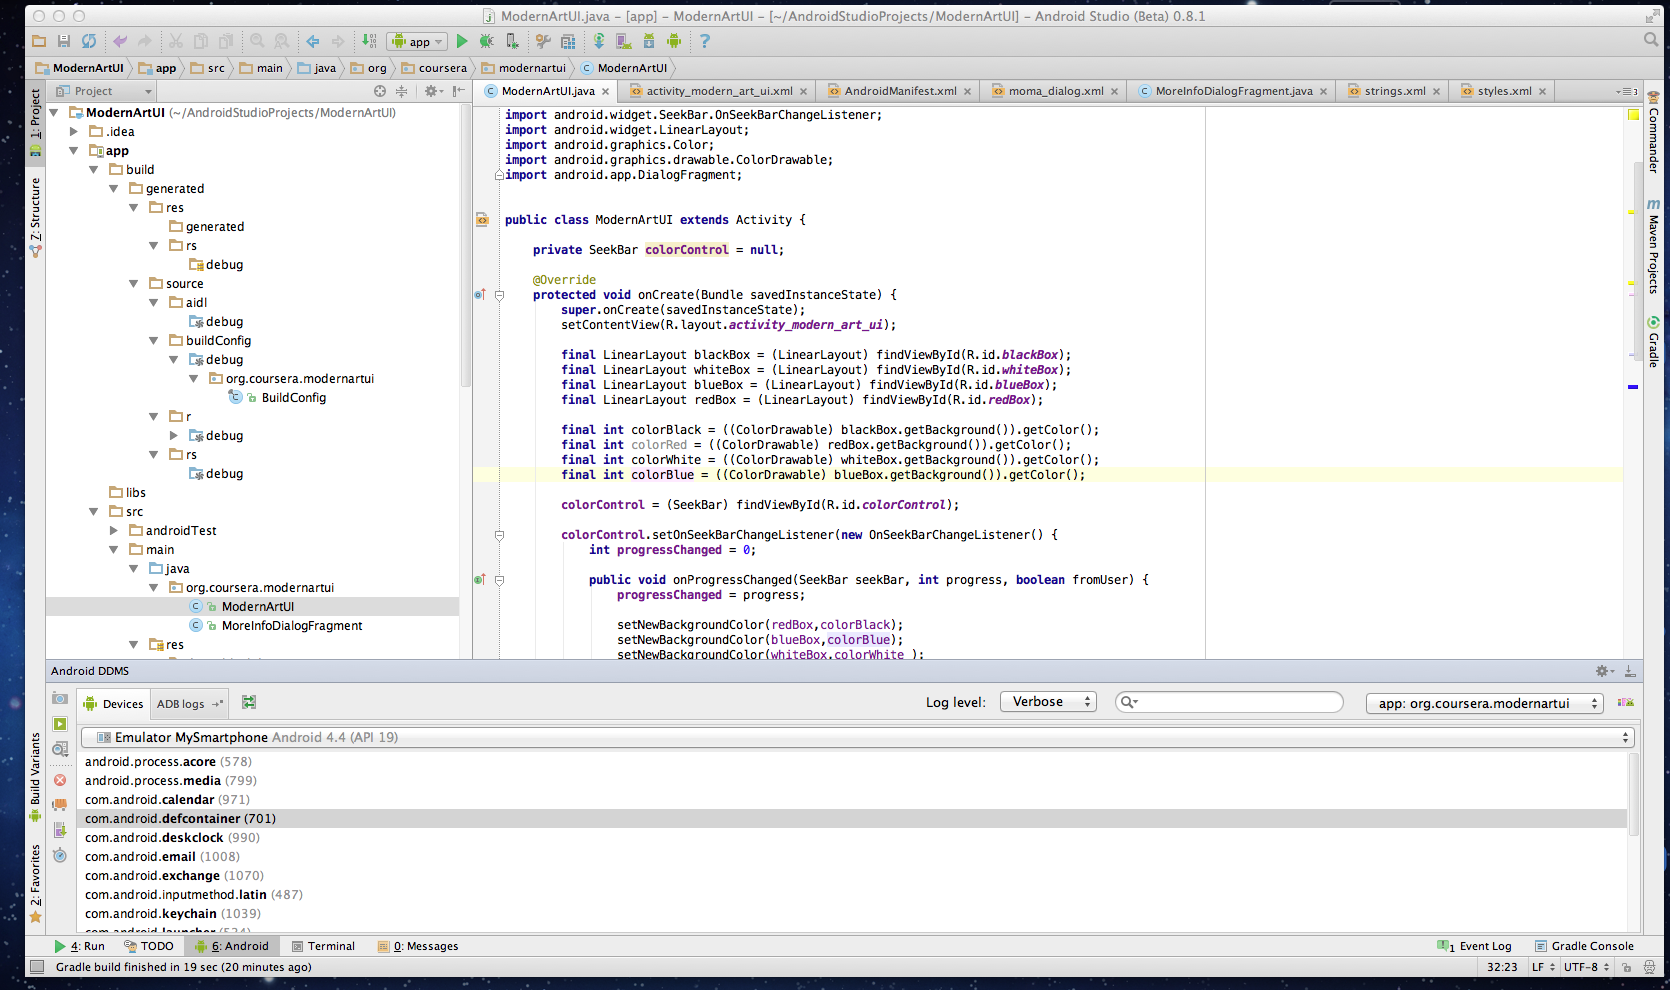 ModernArtUI.java – [app] – ModernArtUI – [~/AndroidStudioProjects/ModernArtUI] – Android Studio (Beta) 0.8.1
app
ModernArtUI app src main java org coursera modernartui ModernArtUI
Project
ModernArtUI.java activity_modern_art_ui.xml AndroidManifest.xml moma_dialog.xml MoreInfoDialogFragment.java strings.xml styles.xml
1: Project
7: Structure
Build Variants
2: Favorites
ModernArtUI (~/AndroidStudioProjects/ModernArtUI)
.idea
app
build
generated
res
generated
rs
debug
source
aidl
debug
buildConfig
debug
org.coursera.modernartui
BuildConfig
r
debug
rs
debug
libs
src
androidTest
main
java
org.coursera.modernartui
ModernArtUI
MoreInfoDialogFragment
res
import android.widget.SeekBar.OnSeekBarChangeListener;
import android.widget.LinearLayout;
import android.graphics.Color;
import android.graphics.drawable.ColorDrawable;
import android.app.DialogFragment;
public class ModernArtUI extends Activity {
private SeekBar colorControl = null;
@Override
protected void onCreate(Bundle savedInstanceState) {
super.onCreate(savedInstanceState);
setContentView(R.layout.activity_modern_art_ui);
final LinearLayout blackBox = (LinearLayout) findViewById(R.id.blackBox);
final LinearLayout whiteBox = (LinearLayout) findViewById(R.id.whiteBox);
final LinearLayout blueBox = (LinearLayout) findViewById(R.id.blueBox);
final LinearLayout redBox = (LinearLayout) findViewById(R.id.redBox);
final int colorBlack = ((ColorDrawable) blackBox.getBackground()).getColor();
final int colorRed = ((ColorDrawable) redBox.getBackground()).getColor();
final int colorWhite = ((ColorDrawable) whiteBox.getBackground()).getColor();
final int colorBlue = ((ColorDrawable) blueBox.getBackground()).getColor();
colorControl = (SeekBar) findViewById(R.id.colorControl);
colorControl.setOnSeekBarChangeListener(new OnSeekBarChangeListener() {
int progressChanged = 0;
public void onProgressChanged(SeekBar seekBar, int progress, boolean fromUser) {
progressChanged = progress;
setNewBackgroundColor(redBox,colorBlack);
setNewBackgroundColor(blueBox,colorBlue);
setNewBackgroundColor(whiteBox,colorWhite );
3
Commander
m Maven Projects
Gradle
Android DDMS
Devices ADB logs Log level: Verbose app: org.coursera.modernartui
Emulator MySmartphone Android 4.4 (API 19)
android.process.acore (578)
android.process.media (799)
com.android.calendar (971)
com.android.defcontainer (701)
com.android.deskclock (990)
com.android.email (1008)
com.android.exchange (1070)
com.android.inputmethod.latin (487)
com.android.keychain (1039)
com.android.launcher (534)
4: Run TODO 6: Android Terminal 0: Messages 1 Event Log Gradle Console
Gradle build finished in 19 sec (20 minutes ago) 32:23 LF UTF-8